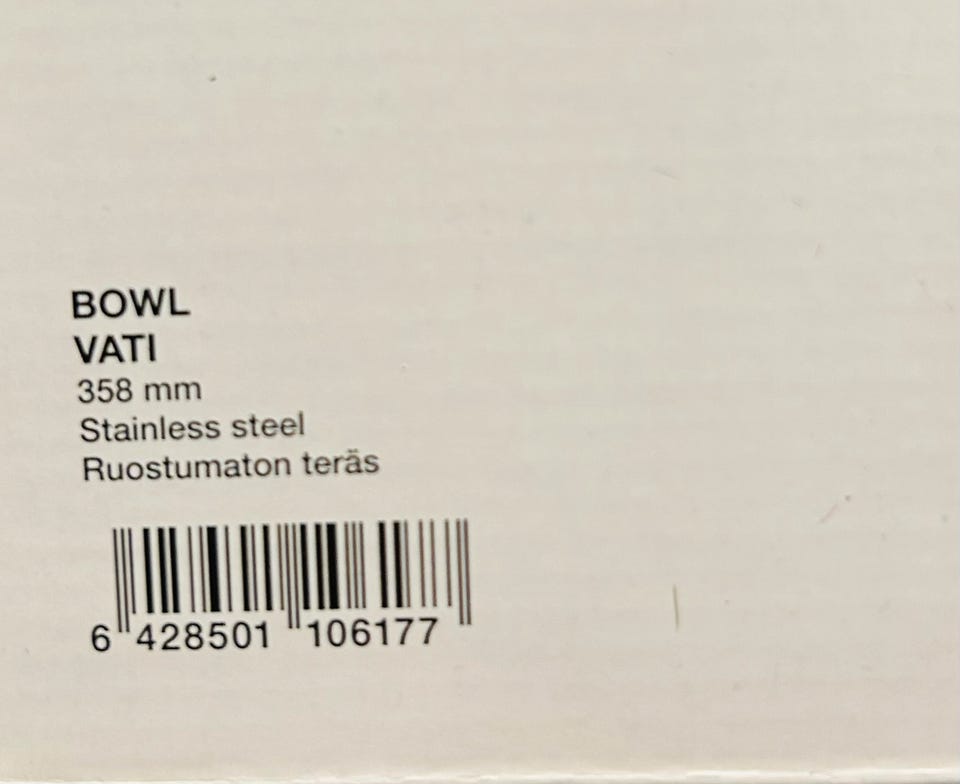 BOWL
VATI
358 mm
Stainless steel
Ruostumaton teräs
6 428501 106177